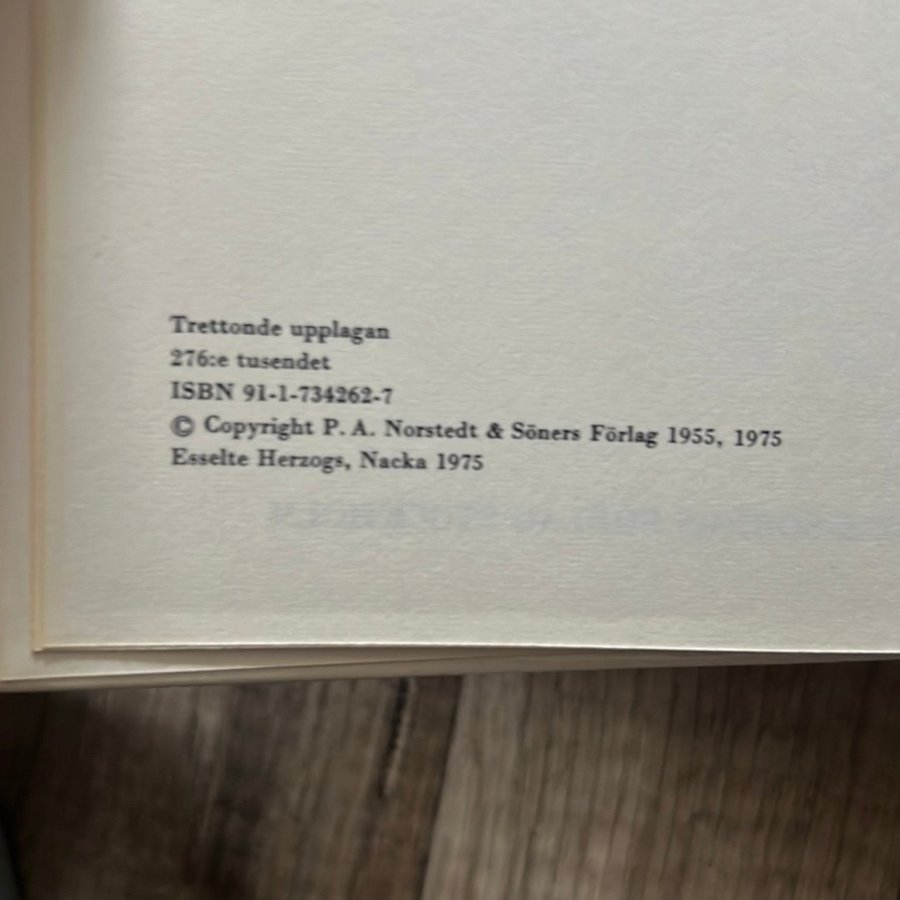 Trettonde upplagan
276:e tusendet
ISBN 91-1-734262-7
© Copyright P. A. Norstedt & Söners Förlag 1955, 1975
Esselte Herzogs, Nacka 1975